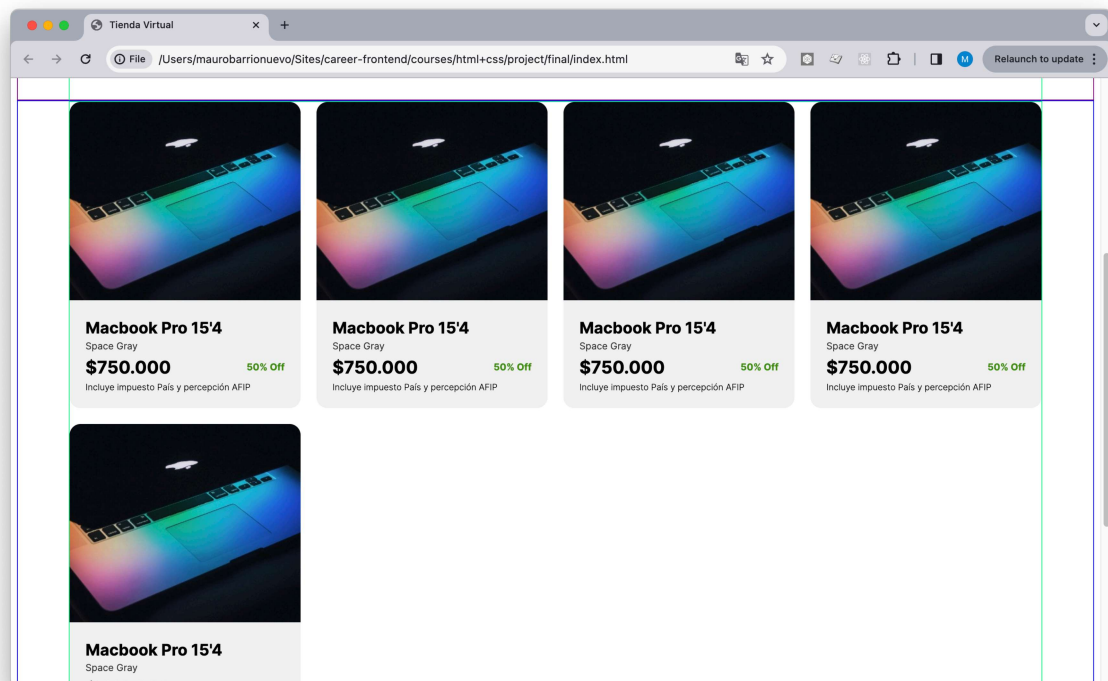 Tienda Virtual
File /Users/maurobarrionuevo/Sites/career-frontend/courses/html+css/project/final/index.html M Relaunch to update
Macbook Pro 15'4 Macbook Pro 15'4 Macbook Pro 15'4 Macbook Pro 15'4
Space Gray Space Gray Space Gray Space Gray
$750.000 50% Off $750.000 50% Off $750.000 50% Off $750.000 50% Off
Incluye impuesto País y percepción AFIP Incluye impuesto País y percepción AFIP Incluye impuesto País y percepción AFIP Incluye impuesto País y percepción AFIP
Macbook Pro 15'4
Space Gray